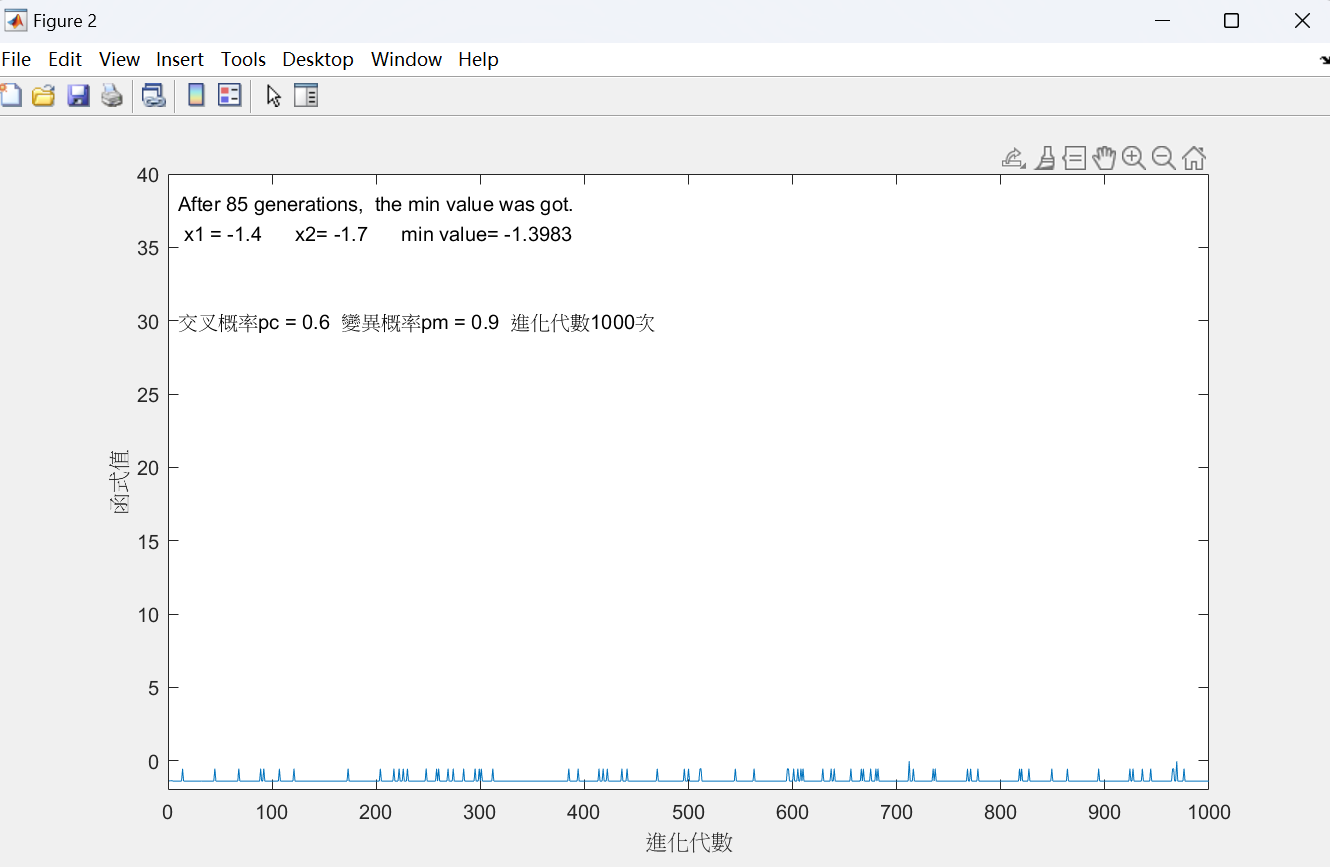 Figure 2
File Edit View Insert Tools Desktop Window Help
After 85 generations, the min value was got.
x1 = -1.4 x2= -1.7 min value= -1.3983
交叉概率pc = 0.6 變異概率pm = 0.9 進化代數1000次
40
35
30
25
20
15
10
5
0
函式值
0 100 200 300 400 500 600 700 800 900 1000
進化代數